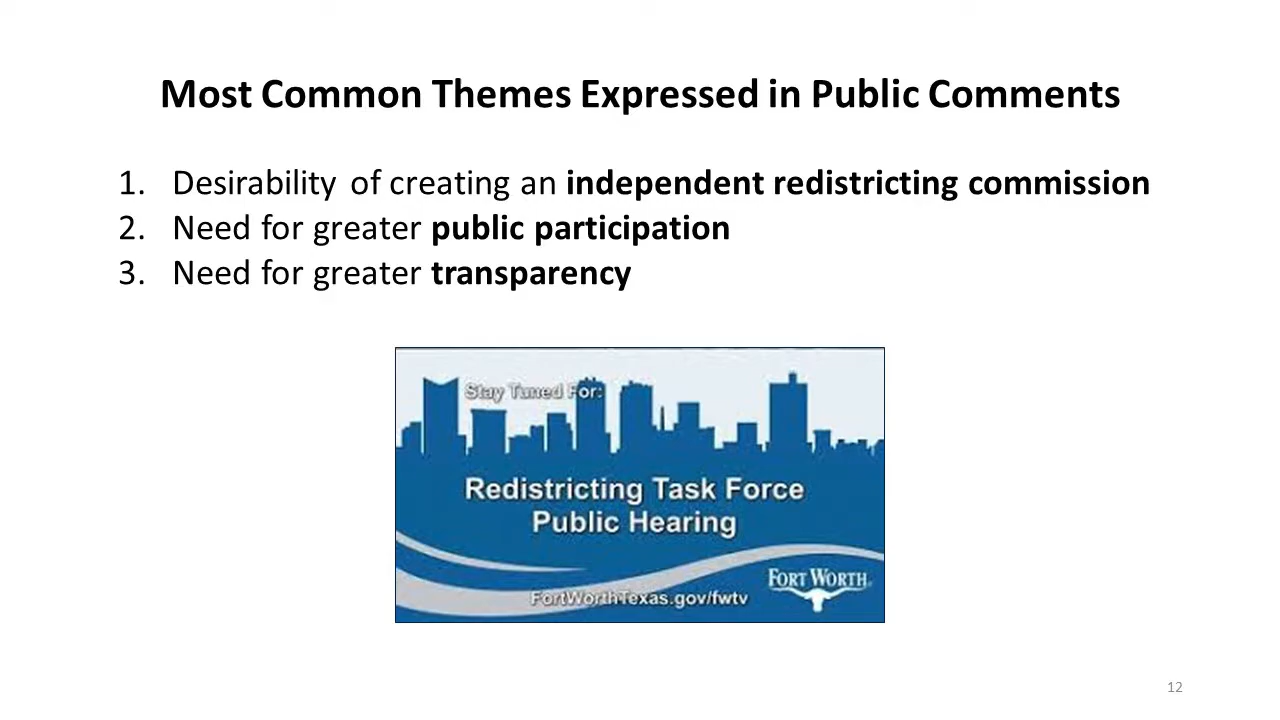 Most Common Themes Expressed in Public Comments
1. Desirability of creating an independent redistricting commission
2. Need for greater public participation
3. Need for greater transparency
Stay Tuned For:
Redistricting Task Force
Public Hearing
FORT WORTH®
FortWorthTexas.gov/fwtv
12